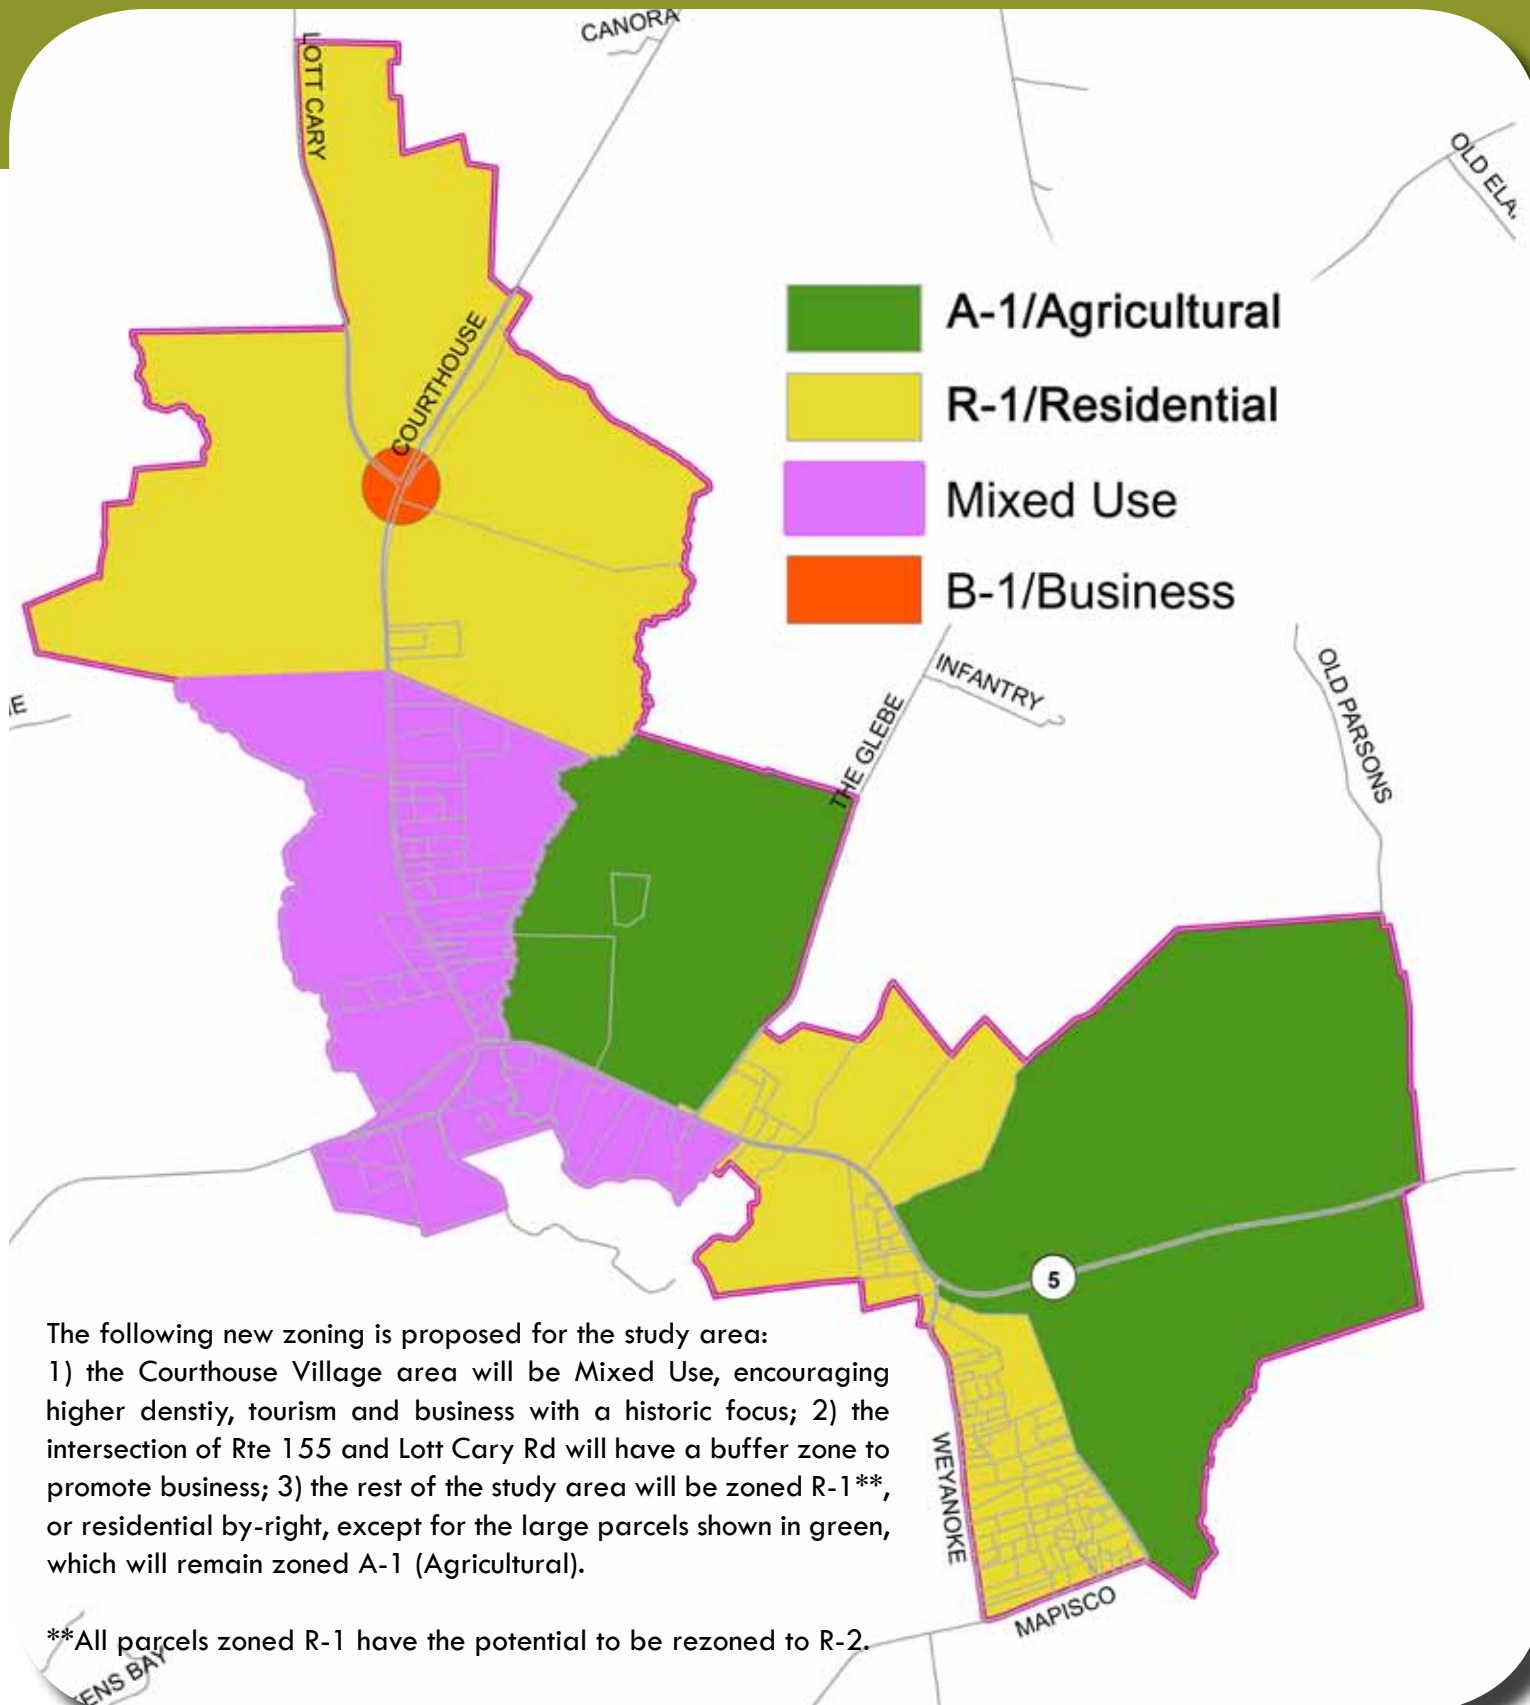 CANORA
LOTT CARY
OLD ELA
COURTHOUSE
A-1/Agricultural
R-1/Residential
Mixed Use
B-1/Business
INFANTRY
THE GLEBE
OLD PARSONS
E
5
The following new zoning is proposed for the study area:
1) the Courthouse Village area will be Mixed Use, encouraging
higher denstiy, tourism and business with a historic focus; 2) the
intersection of Rte 155 and Lott Cary Rd will have a buffer zone to
promote business; 3) the rest of the study area will be zoned R-1**,
or residential by-right, except for the large parcels shown in green,
which will remain zoned A-1 (Agricultural).
WEYANOKE
MAPISCO
**All parcels zoned R-1 have the potential to be rezoned to R-2.
ENS BAY